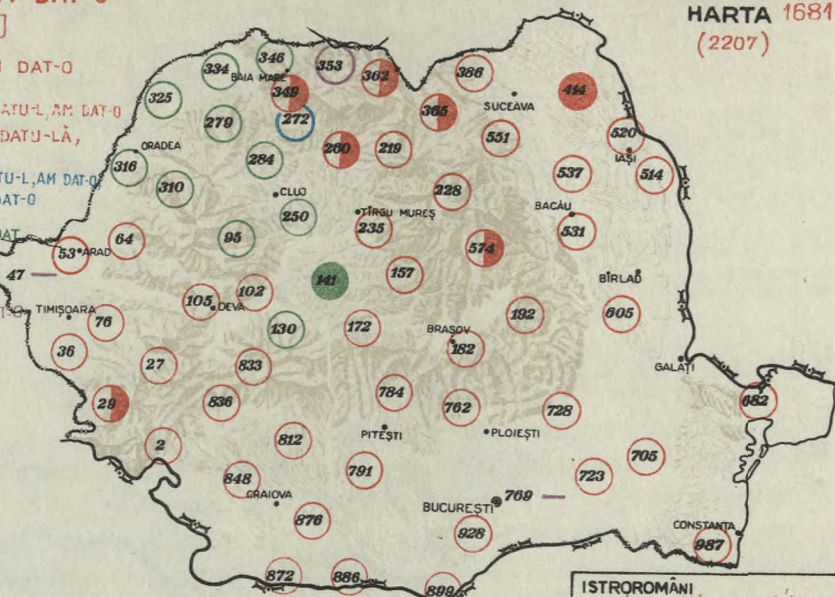 HARTA 1681
(2207)
DAT-O
ATU-L, AM DAT-O
DATU-LĂ,
TU-L, AM DAT-O,
AT-O
346
353
334
BAIA MARE
362
386
349
414
325
SUCEAVA
272
365
279
520
551
ORADEA
260
219
IAȘI
284
316
537
514
310
228
CLUJ
BACĂU
250
TÎRGU MUREȘ
235
531
95
64
574
53
ARAD
47
157
141
BÎRLAD
102
105
DEVA
TIMIȘOARA
76
192
605
130
172
BRAȘOV
36
182
27
833
GALAȚI
784
29
836
762
728
682
PITEȘTI
PLOIEȘTI
812
2
705
791
723
848
CRAIOVA
BUCUREȘTI
769
876
928
CONSTANȚA
987
872
886
899
ISTROROMÂNI